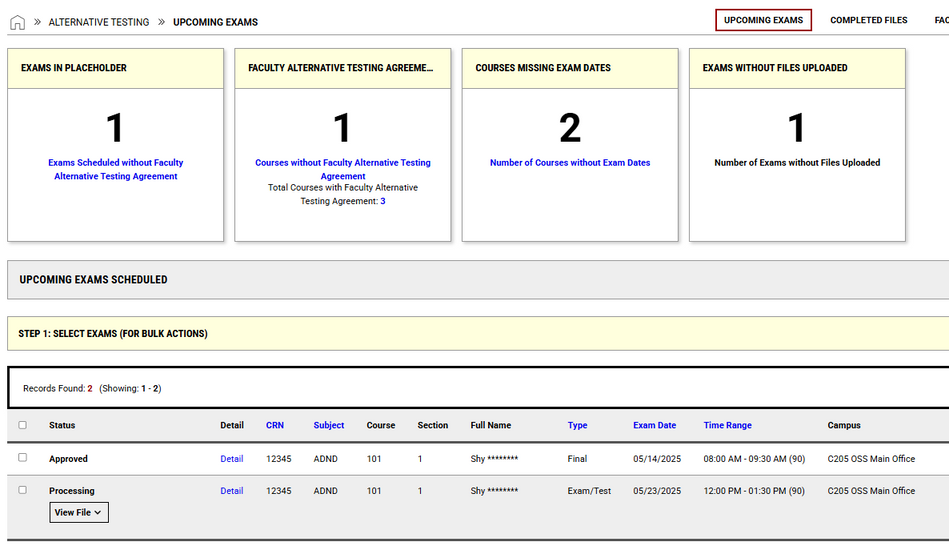 » ALTERNATIVE TESTING » UPCOMING EXAMS
UPCOMING EXAMS COMPLETED FILES FAC
EXAMS IN PLACEHOLDER
1
Exams Scheduled without Faculty
Alternative Testing Agreement
FACULTY ALTERNATIVE TESTING AGREEME...
1
Courses without Faculty Alternative Testing
Agreement
Total Courses with Faculty Alternative
Testing Agreement: 3
COURSES MISSING EXAM DATES
2
Number of Courses without Exam Dates
EXAMS WITHOUT FILES UPLOADED
1
Number of Exams without Files Uploaded
UPCOMING EXAMS SCHEDULED
STEP 1: SELECT EXAMS (FOR BULK ACTIONS)
Records Found: 2 (Showing: 1 - 2)
Status Detail CRN Subject Course Section Full Name Type Exam Date Time Range Campus
Approved Detail 12345 ADND 101 1 Shy ******** Final 05/14/2025 08:00 AM - 09:30 AM (90) C205 OSS Main Office
Processing Detail 12345 ADND 101 1 Shy ******** Exam/Test 05/23/2025 12:00 PM - 01:30 PM (90) C205 OSS Main Office
View File